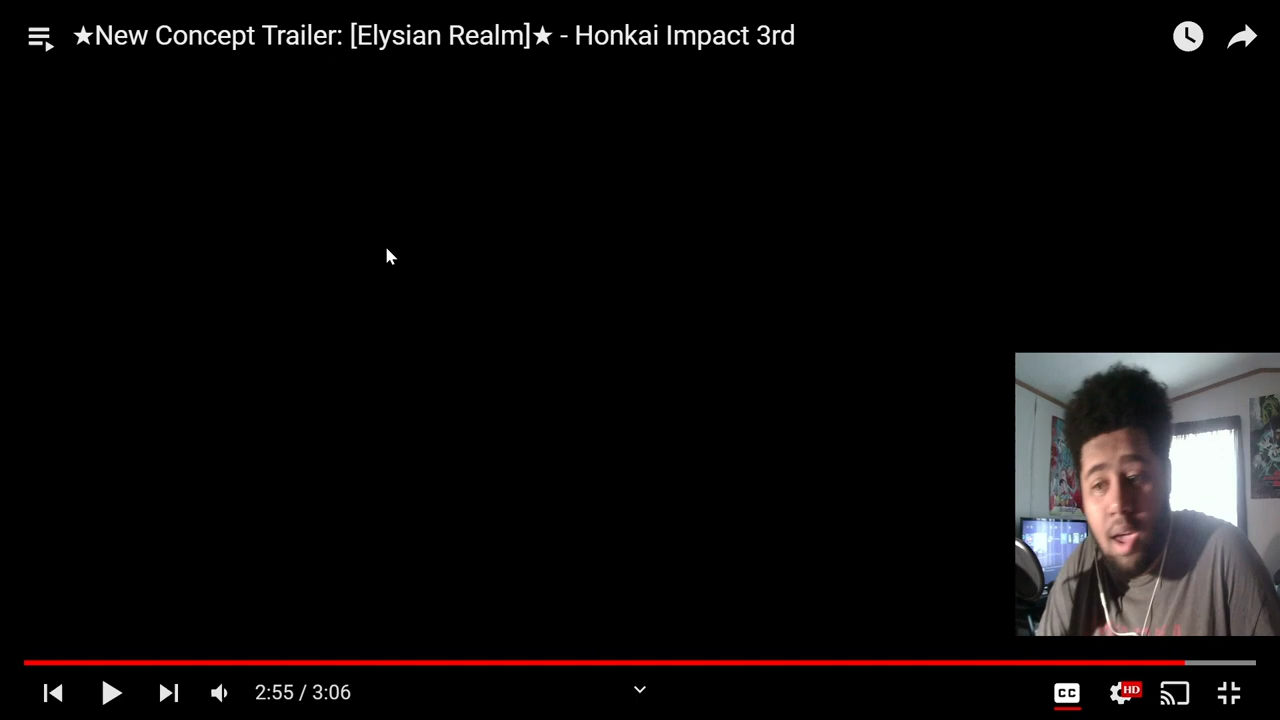 ★New Concept Trailer: [Elysian Realm]★ - Honkai Impact 3rd
2:55 / 3:06
CC
HD